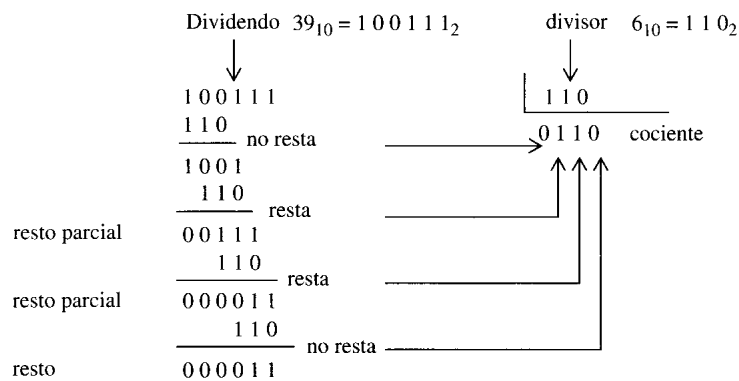 Dividendo 39₁₀ = 1 0 0 1 1 1₂ divisor 6₁₀ = 1 1 0₂
1 0 0 1 1 1 1 1 0
1 1 0 no resta 0 1 1 0 cociente
1 0 0 1
1 1 0 resta
resto parcial 0 0 1 1 1
1 1 0 resta
resto parcial 0 0 0 0 1 1
1 1 0 no resta
resto 0 0 0 0 1 1